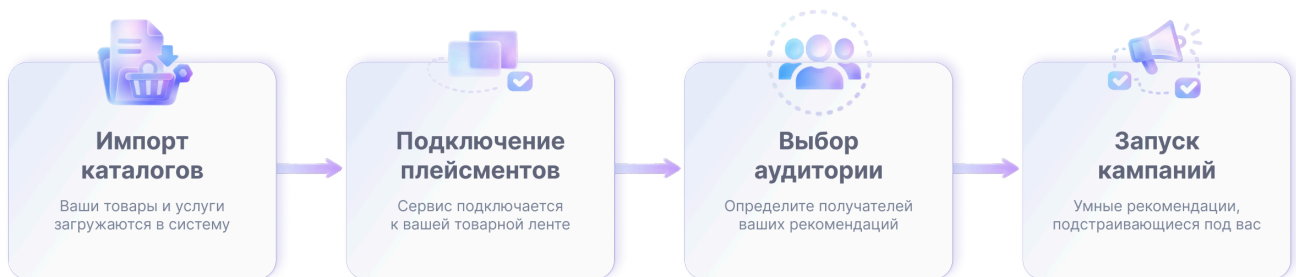 Импорт
каталогов
Ваши товары и услуги
загружаются в систему
Подключение
плейсментов
Сервис подключается
к вашей товарной ленте
Выбор
аудитории
Определите получателей
ваших рекомендаций
Запуск
кампаний
Умные рекомендации,
подстраивающиеся под вас